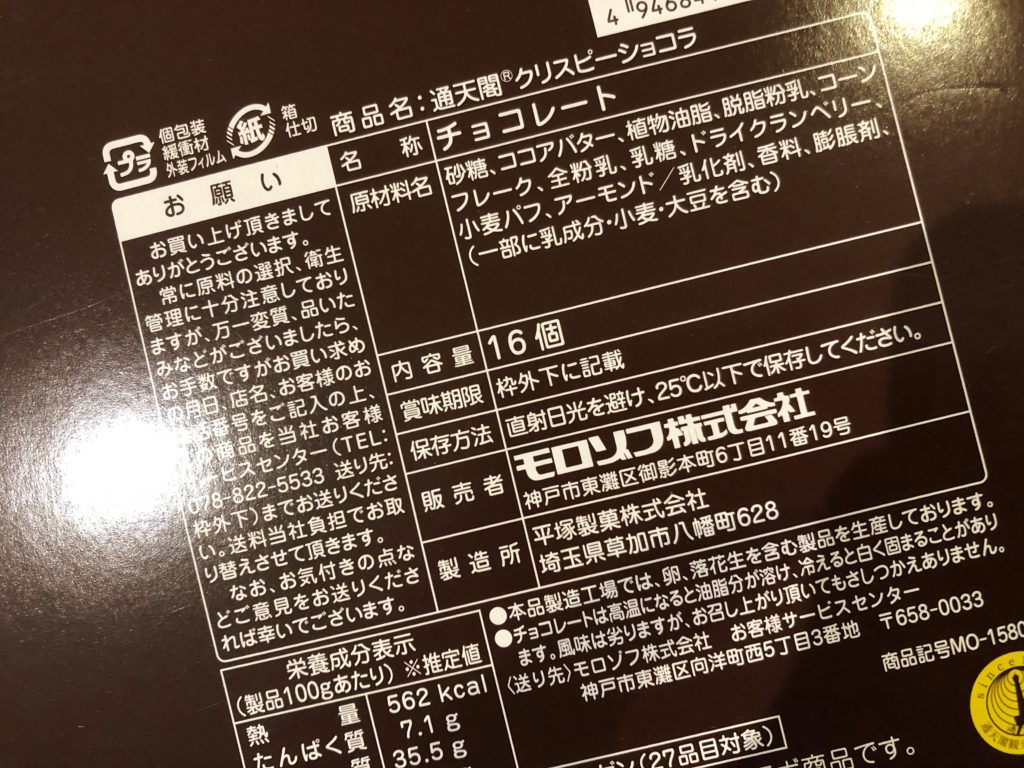 4 94684
個包装
緩衝材
外装フィルム
プラ
箱
仕切
紙
商品名:通天閣®クリスピーショコラ
名 称 チョコレート
原材料名 砂糖、ココアバター、植物油脂、脱脂粉乳、コーン
フレーク、全粉乳、乳糖、ドライクランベリー、
小麦パフ、アーモンド/乳化剤、香料、膨脹剤、
(一部に乳成分・小麦・大豆を含む)
内容量 16個
賞味期限 枠外下に記載
保存方法 直射日光を避け、25℃以下で保存してください。
販売者 モロゾフ株式会社
神戸市東灘区御影本町6丁目11番19号
製造所 平塚製菓株式会社
埼玉県草加市八幡町628
お願い
お買い上げ頂きまして
ありがとうございます。
常に原料の選択、衛生
管理に十分注意しており
ますが、万一変質、品いた
みなどがございましたら、
お手数ですがお買い求め
の月日、店名、お客様のお
番号をご記入の上、
商品を当社お客様
ービスセンター(TEL:
078-822-5533 送り先:
枠外下)までお送りくださ
い。送料当社負担でお取
り替えさせて頂きます。
なお、お気付きの点な
どご意見をお送りくださ
れば幸いでございます。
●本品製造工場では、卵、落花生を含む製品を生産しております。
●チョコレートは高温になると油脂分が溶け、冷えると白く固まることがあり
ます。風味は劣りますが、お召し上がり頂いてもさしつかえありません。
〈送り先〉モロゾフ株式会社 お客様サービスセンター
神戸市東灘区向洋町西5丁目3番地 〒658-0033
商品記号MO-1580
栄養成分表示
(製品100gあたり)※推定値
熱 量 562 kcal
たんぱく質 7.1 g
質 35.5 g
ゲン(27品目対象)
商品です。
since
通天閣観